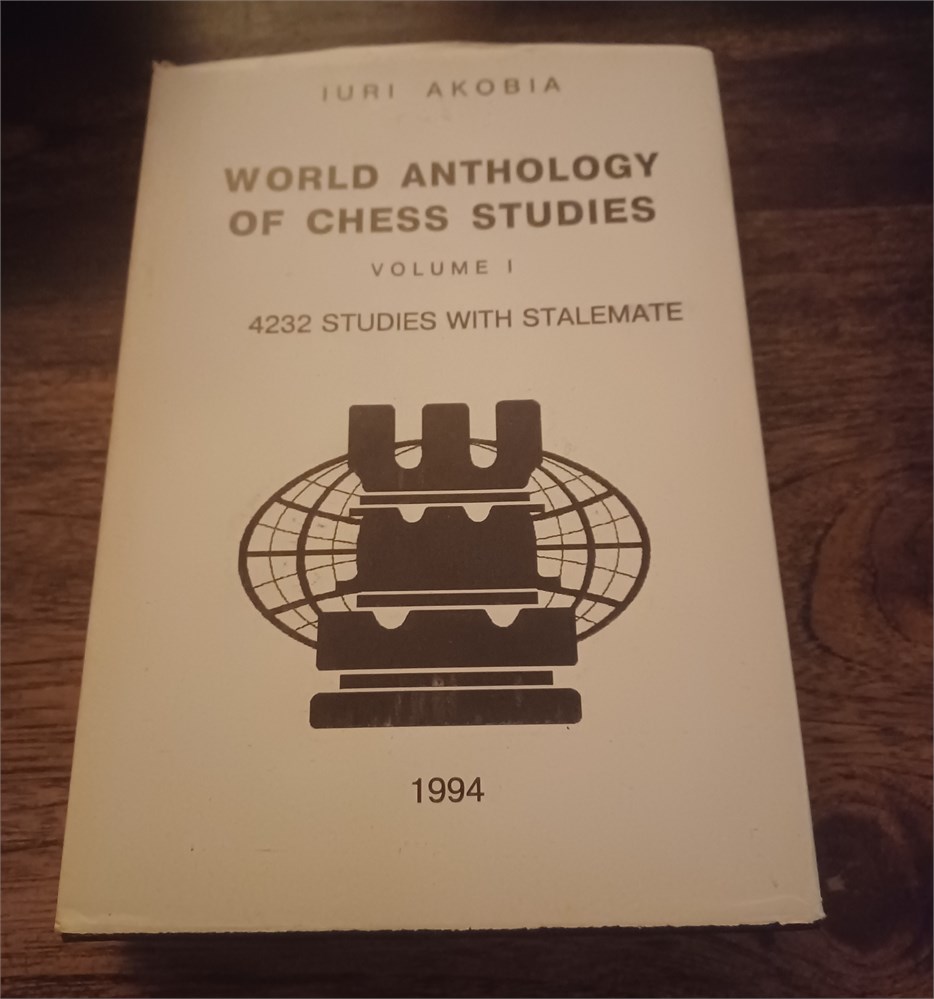 IURI AKOBIA
WORLD ANTHOLOGY
OF CHESS STUDIES
VOLUME I
4232 STUDIES WITH STALEMATE
1994